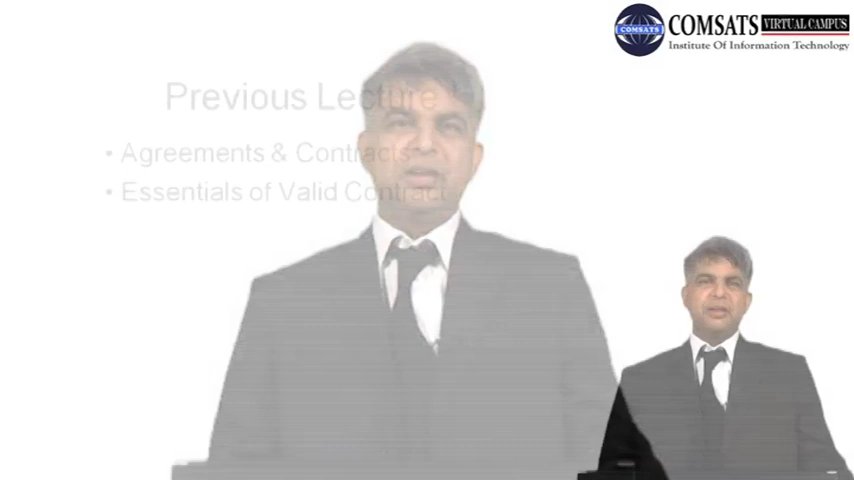 COMSATS VIRTUAL CAMPUS
COMSATS
Institute Of Information Technology
Previous Lecture
• Agreements & Contracts
• Essentials of Valid Contract